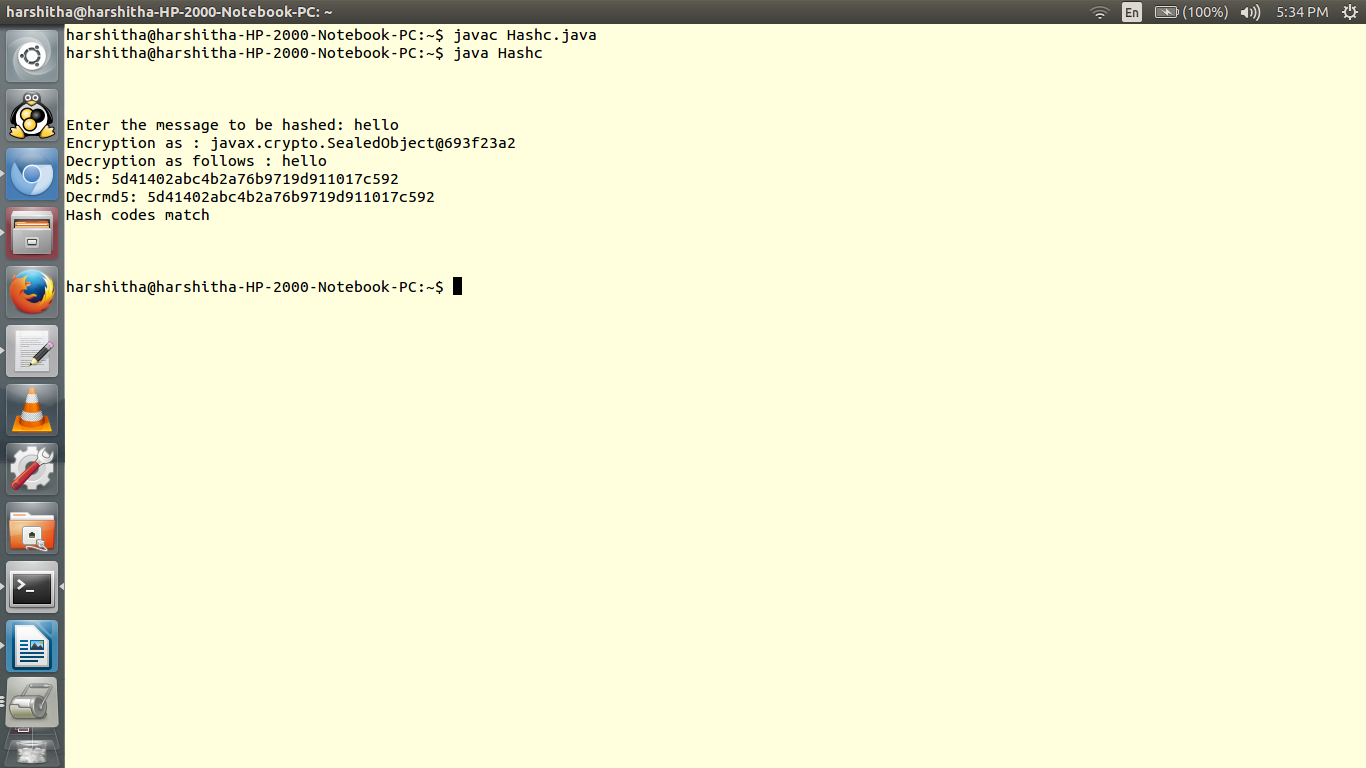 harshitha@harshitha-HP-2000-Notebook-PC: ~
En
(100%)
5:34 PM
harshitha@harshitha-HP-2000-Notebook-PC:~$ javac Hashc.java
harshitha@harshitha-HP-2000-Notebook-PC:~$ java Hashc
Enter the message to be hashed: hello
Encryption as : javax.crypto.SealedObject@693f23a2
Decryption as follows : hello
Md5: 5d41402abc4b2a76b9719d911017c592
Decrmd5: 5d41402abc4b2a76b9719d911017c592
Hash codes match
harshitha@harshitha-HP-2000-Notebook-PC:~$